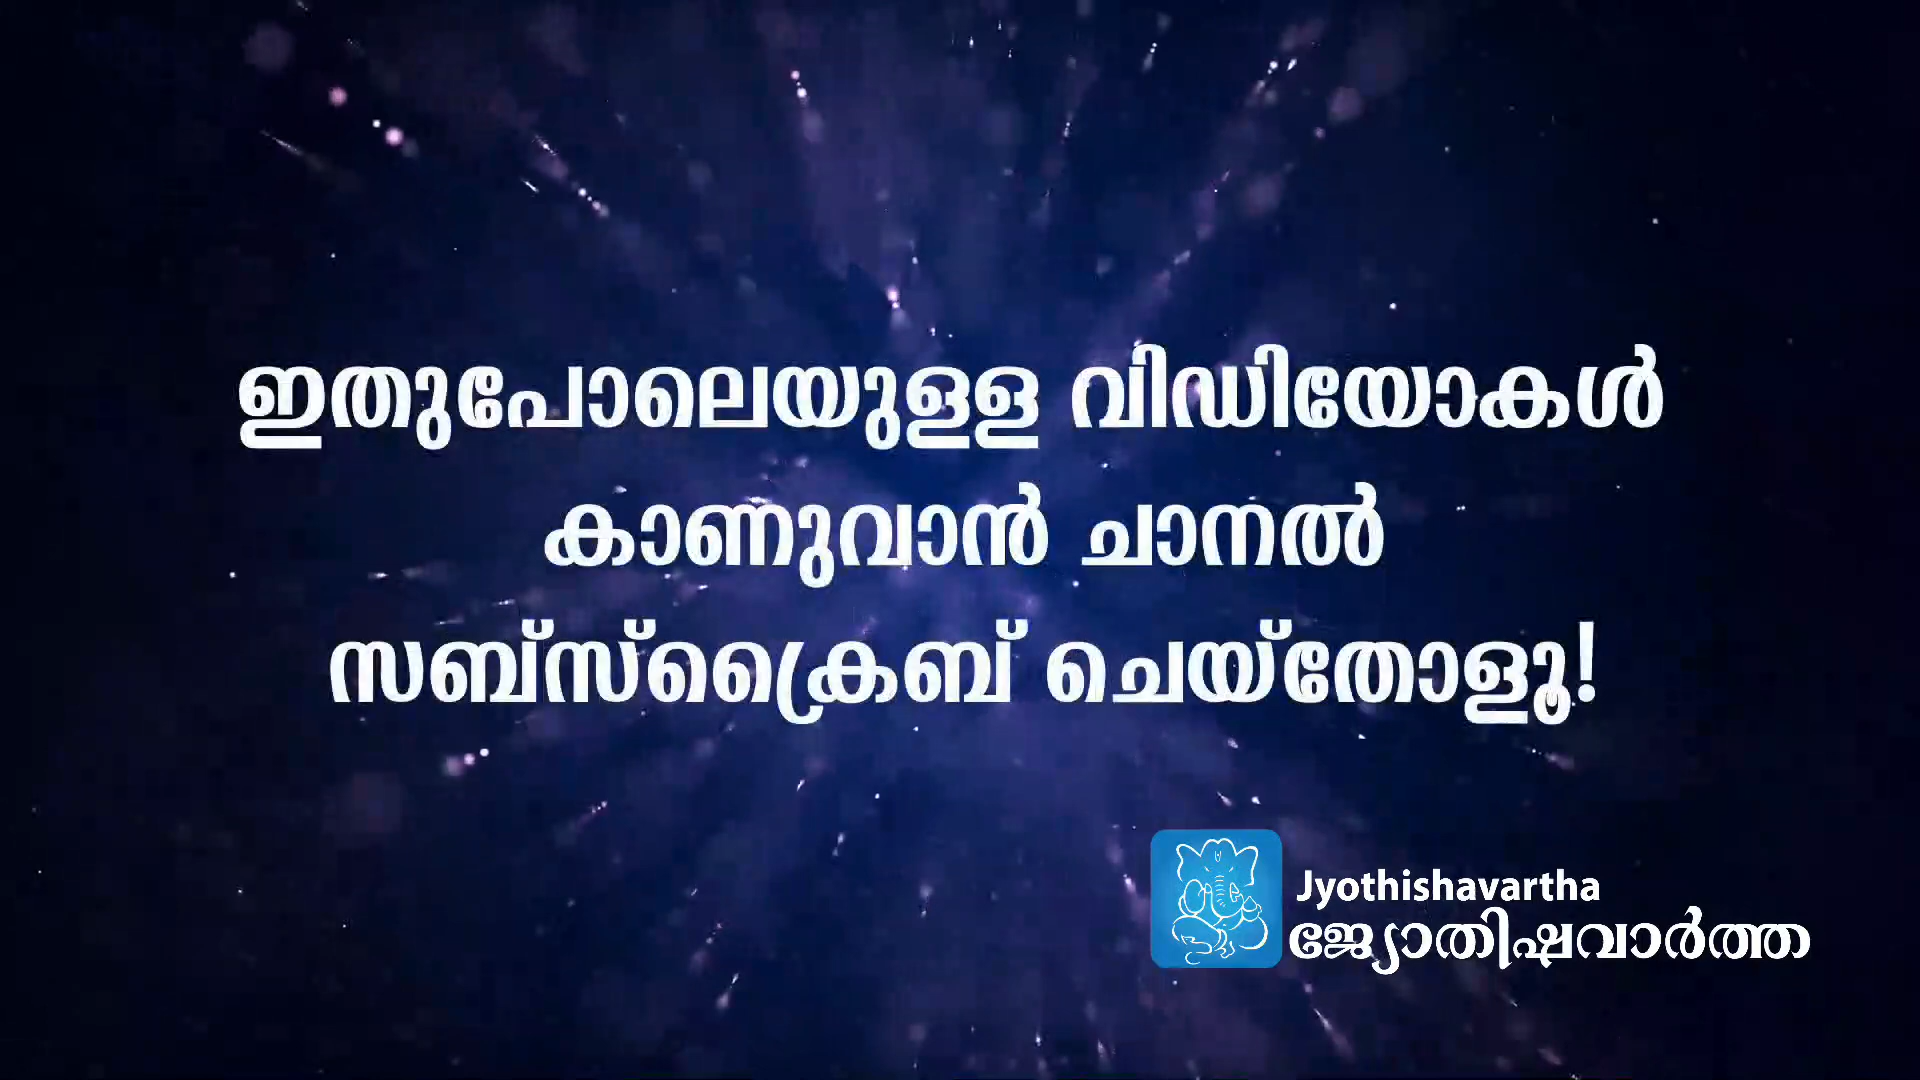 ഇതുപോലെയുള്ള വിഡിയോകൾ
കാണുവാൻ ചാനൽ
സബ്സ്ക്രൈബ് ചെയ്തോളൂ!
Jyothishavartha
ജ്യോതിഷവാർത്ത